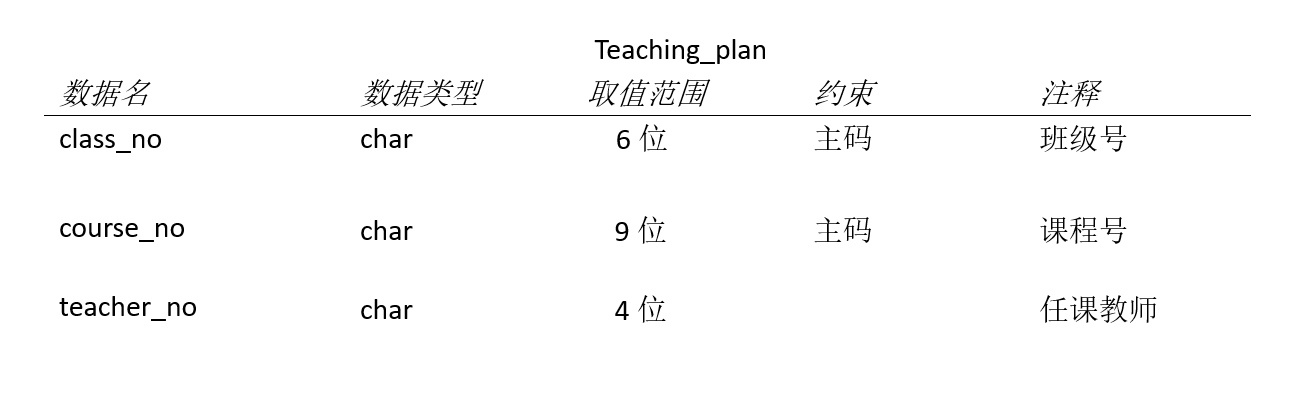 Teaching_plan
数据名 数据类型 取值范围 约束 注释
class_no char 6 位 主码 班级号
course_no char 9 位 主码 课程号
teacher_no char 4 位 任课教师